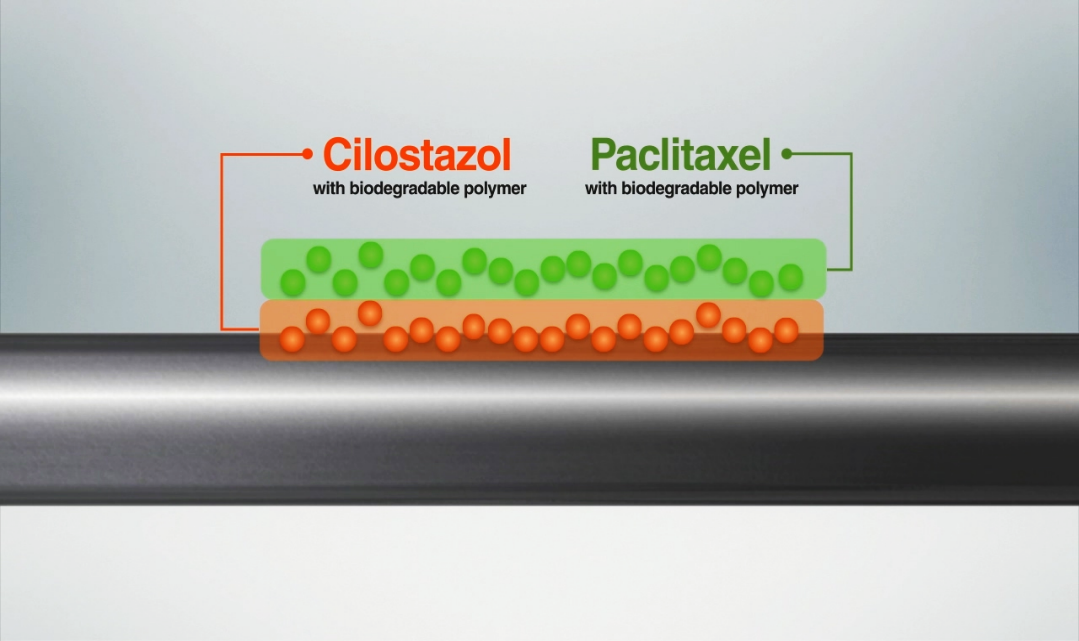 Cilostazol
with biodegradable polymer
Paclitaxel
with biodegradable polymer